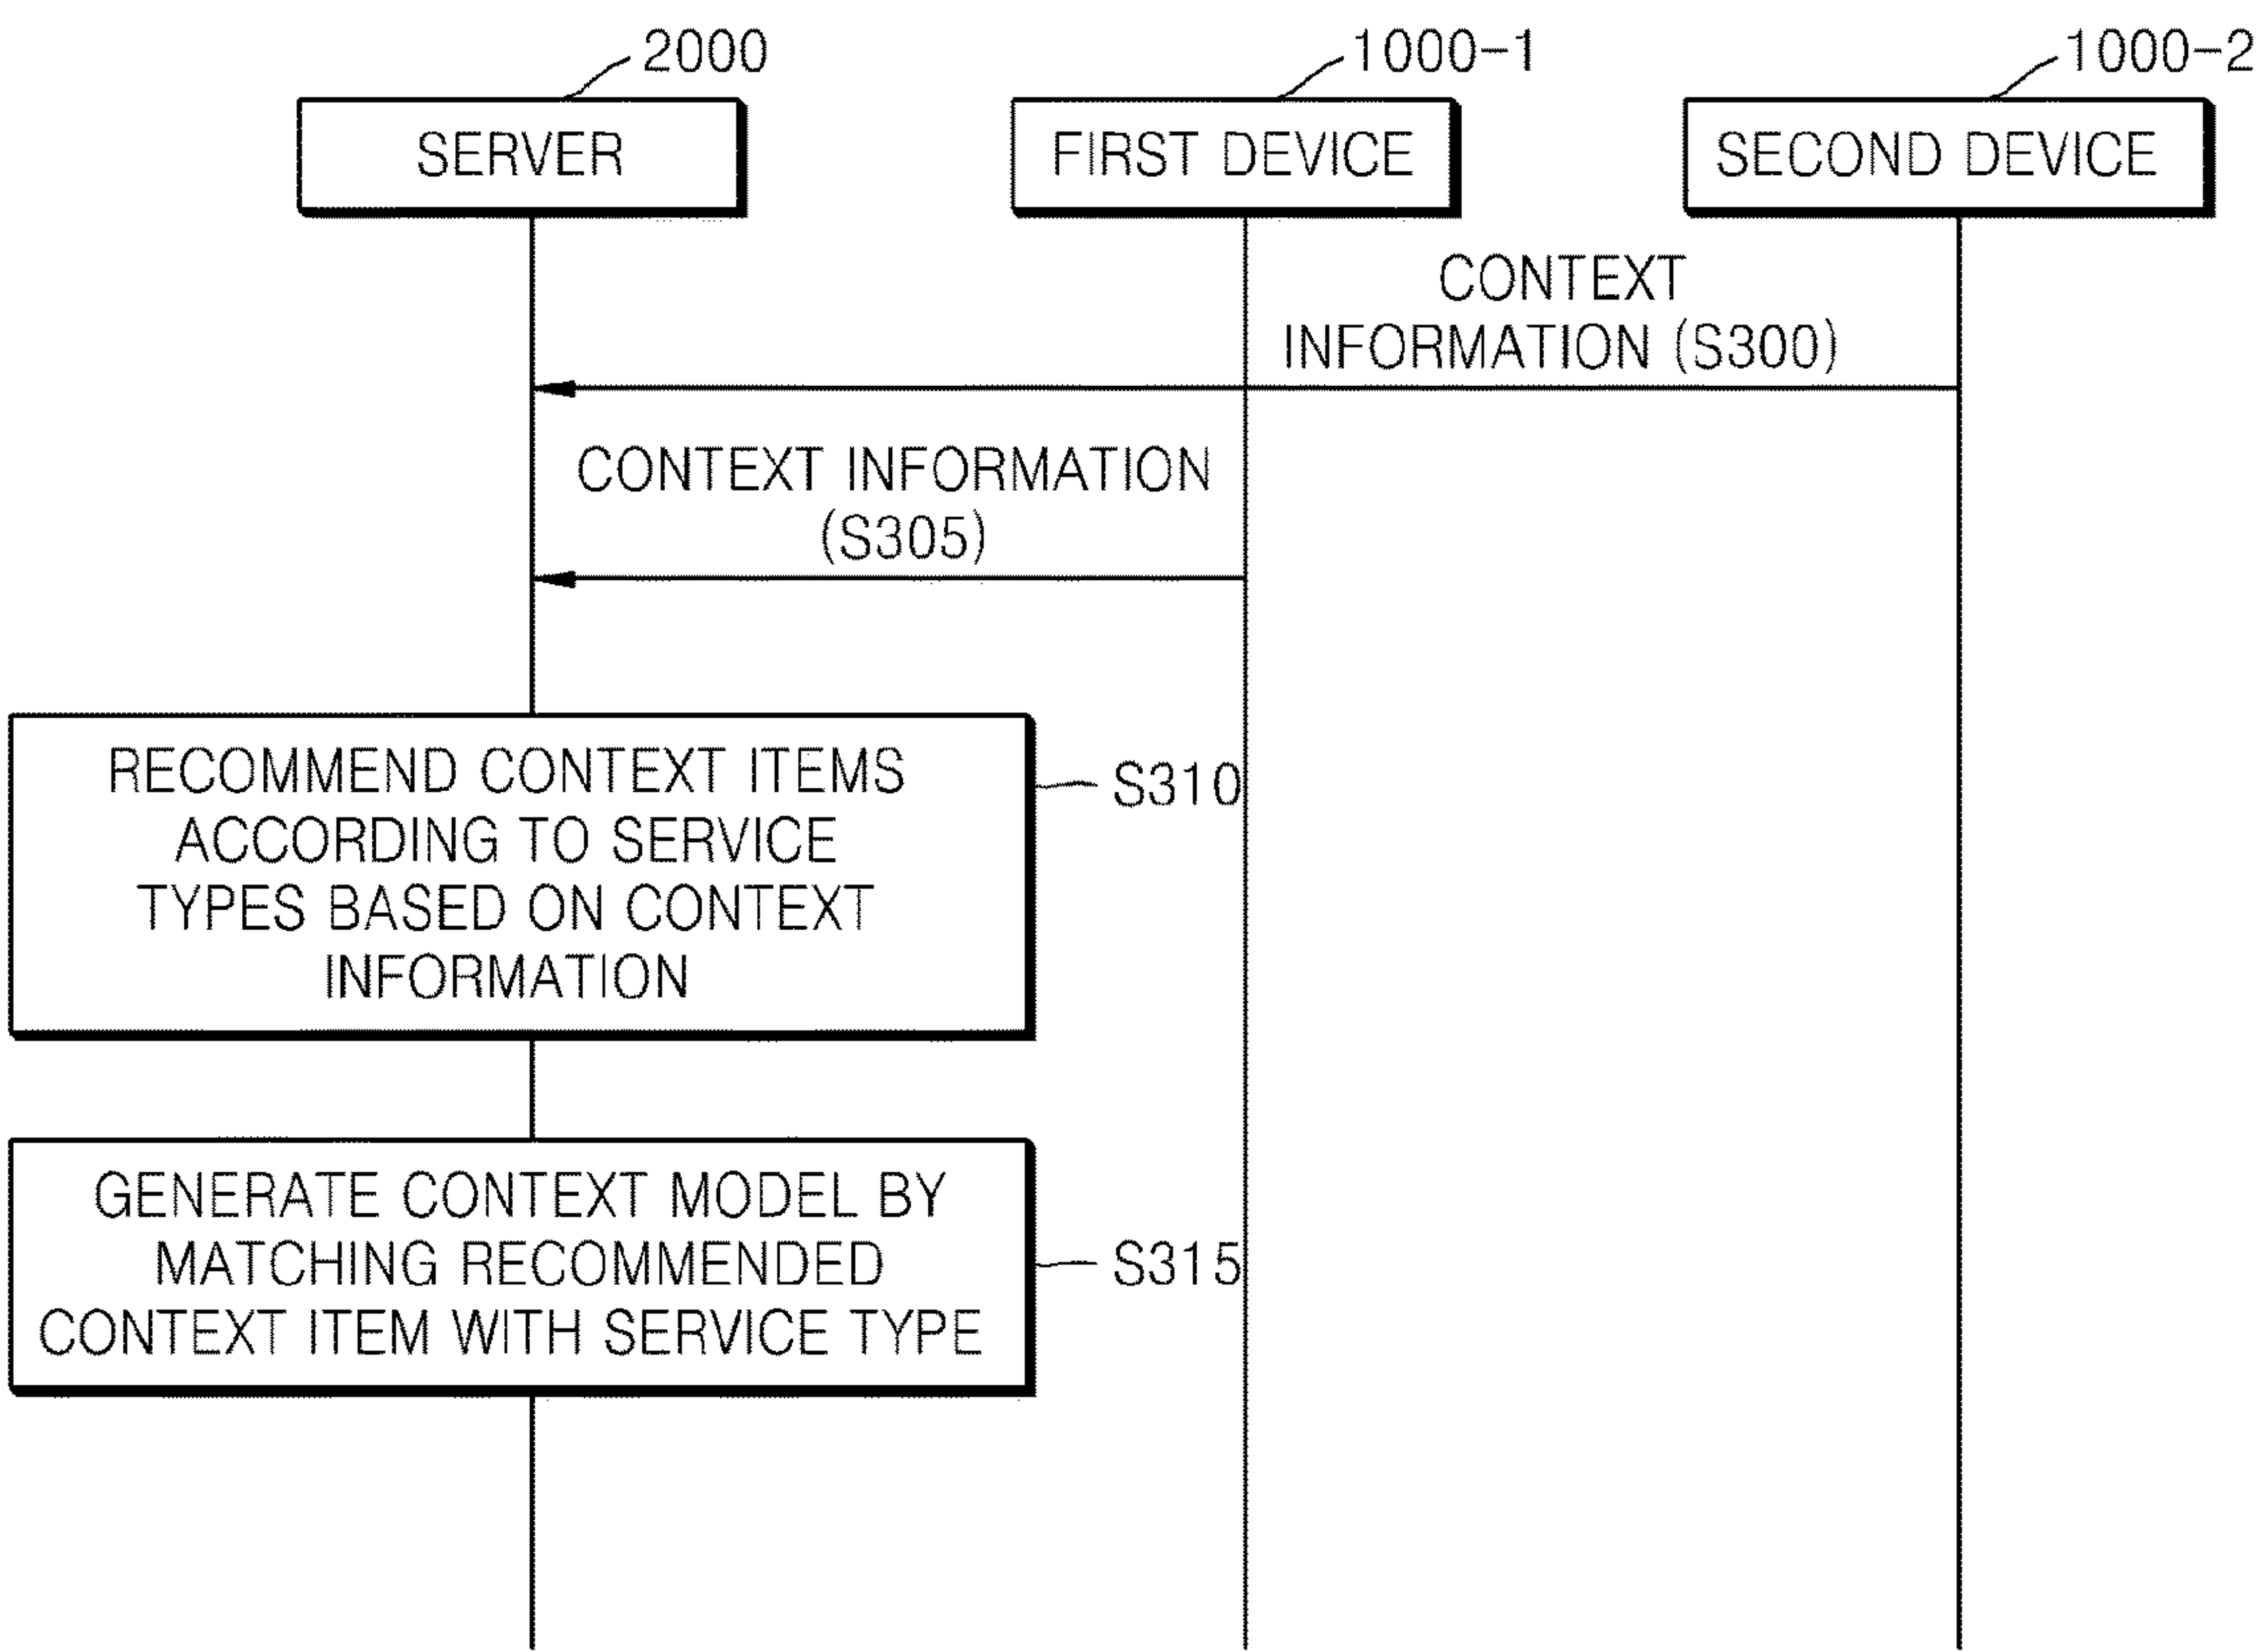 2000
1000-1
1000-2
SERVER
FIRST DEVICE
SECOND DEVICE
CONTEXT
INFORMATION (S300)
CONTEXT INFORMATION
(S305)
RECOMMEND CONTEXT ITEMS
ACCORDING TO SERVICE
TYPES BASED ON CONTEXT
INFORMATION
S310
GENERATE CONTEXT MODEL BY
MATCHING RECOMMENDED
CONTEXT ITEM WITH SERVICE TYPE
S315